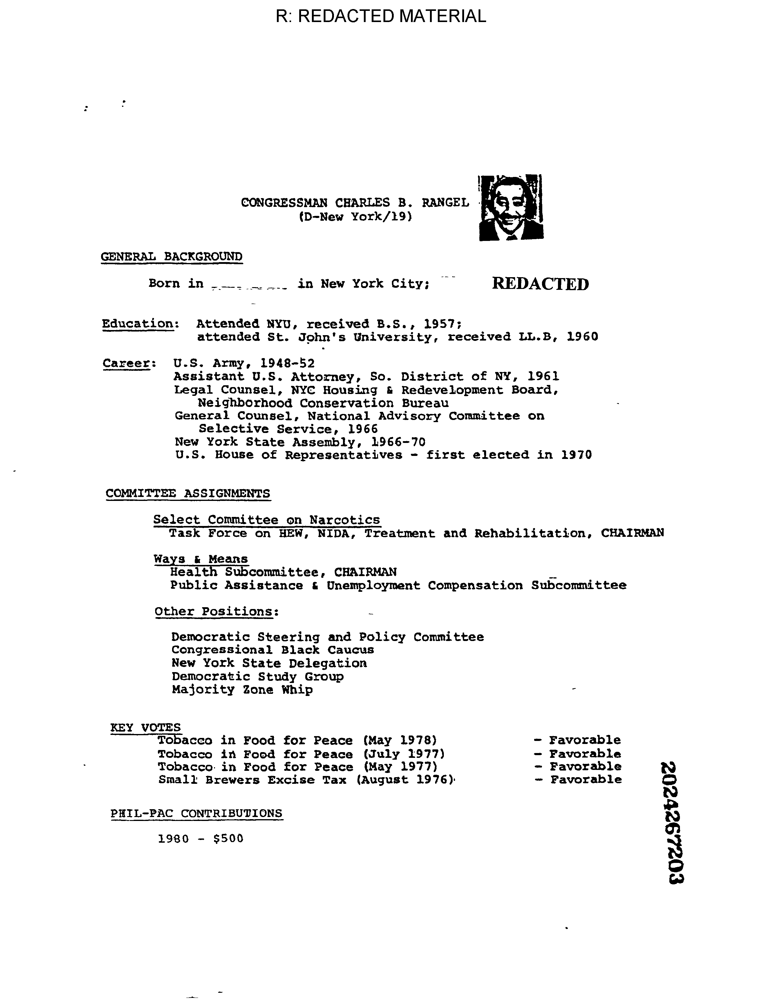 R: REDACTED MATERIAL
CONGRESSMAN CHARLES B. RANGEL
(D-New York/19)
GENERAL BACKGROUND
Born in in New York City; REDACTED
Education: Attended NYU, received B.S., 1957;
attended St. John's University, received LL.B, 1960
Career: U.S. Army, 1948-52
Assistant U.S. Attorney, So. District of NY, 1961
Legal Counsel, NYC Housing & Redevelopment Board,
Neighborhood Conservation Bureau
General Counsel, National Advisory Committee on
Selective Service, 1966
New York State Assembly, 1966-70
U.S. House of Representatives - first elected in 1970
COMMITTEE ASSIGNMENTS
Select Committee on Narcotics
Task Force on HEW, NIDA, Treatment and Rehabilitation, CHAIRMAN
Ways & Means
Health Subcommittee, CHAIRMAN
Public Assistance & Unemployment Compensation Subcommittee
Other Positions:
Democratic Steering and Policy Committee
Congressional Black Caucus
New York State Delegation
Democratic Study Group
Majority Zone Whip
KEY VOTES
Tobacco in Food for Peace (May 1978) - Favorable
Tobacco in Food for Peace (July 1977) - Favorable
Tobacco in Food for Peace (May 1977) - Favorable
Small Brewers Excise Tax (August 1976) - Favorable
PHIL-PAC CONTRIBUTIONS
1980 - $500
2024267203